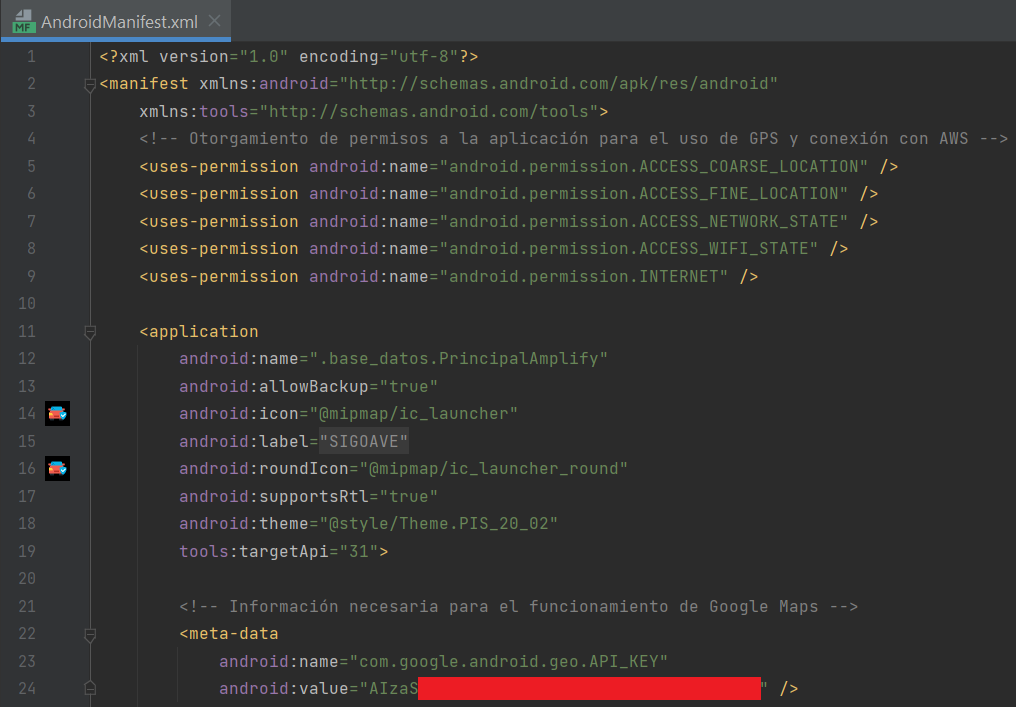 AndroidManifest.xml
1 <?xml version="1.0" encoding="utf-8"?>
2 <manifest xmlns:android="http://schemas.android.com/apk/res/android"
3 xmlns:tools="http://schemas.android.com/tools">
4 <!-- Otorgamiento de permisos a la aplicación para el uso de GPS y conexión con AWS -->
5 <uses-permission android:name="android.permission.ACCESS_COARSE_LOCATION" />
6 <uses-permission android:name="android.permission.ACCESS_FINE_LOCATION" />
7 <uses-permission android:name="android.permission.ACCESS_NETWORK_STATE" />
8 <uses-permission android:name="android.permission.ACCESS_WIFI_STATE" />
9 <uses-permission android:name="android.permission.INTERNET" />
10
11 <application
12 android:name=".base_datos.PrincipalAmplify"
13 android:allowBackup="true"
14 android:icon="@mipmap/ic_launcher"
15 android:label="SIGOAVE"
16 android:roundIcon="@mipmap/ic_launcher_round"
17 android:supportsRtl="true"
18 android:theme="@style/Theme.PIS_20_02"
19 tools:targetApi="31">
20
21 <!-- Información necesaria para el funcionamiento de Google Maps -->
22 <meta-data
23 android:name="com.google.android.geo.API_KEY"
24 android:value="AIzaS" />
MF